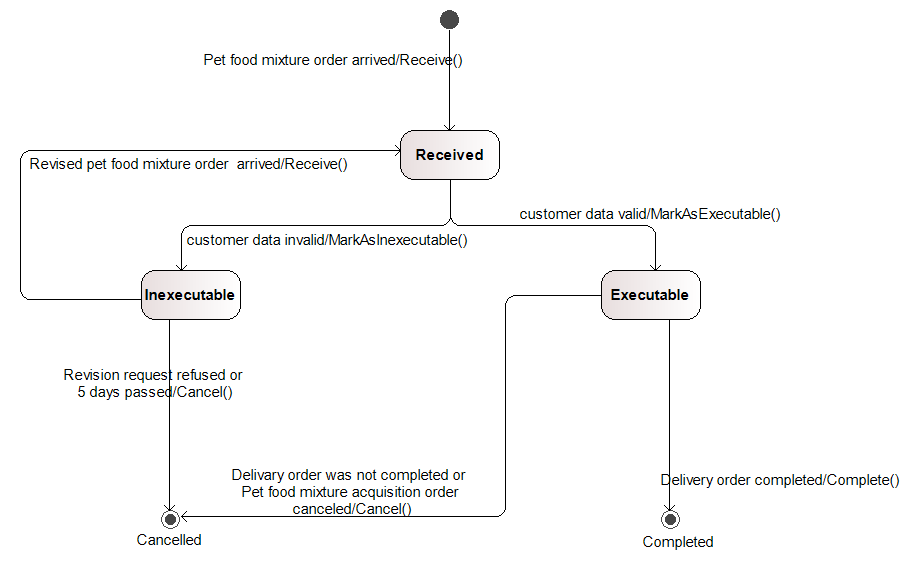 Pet food mixture order arrived/Receive()
Received
Revised pet food mixture order  arrived/Receive()
customer data valid/MarkAsExecutable()
customer data invalid/MarkAsInexecutable()
Inexecutable
Executable
Revision request refused or
5 days passed/Cancel()
Delivary order was not completed or
Pet food mixture acquisition order
canceled/Cancel()
Delivery order completed/Complete()
Cancelled
Completed